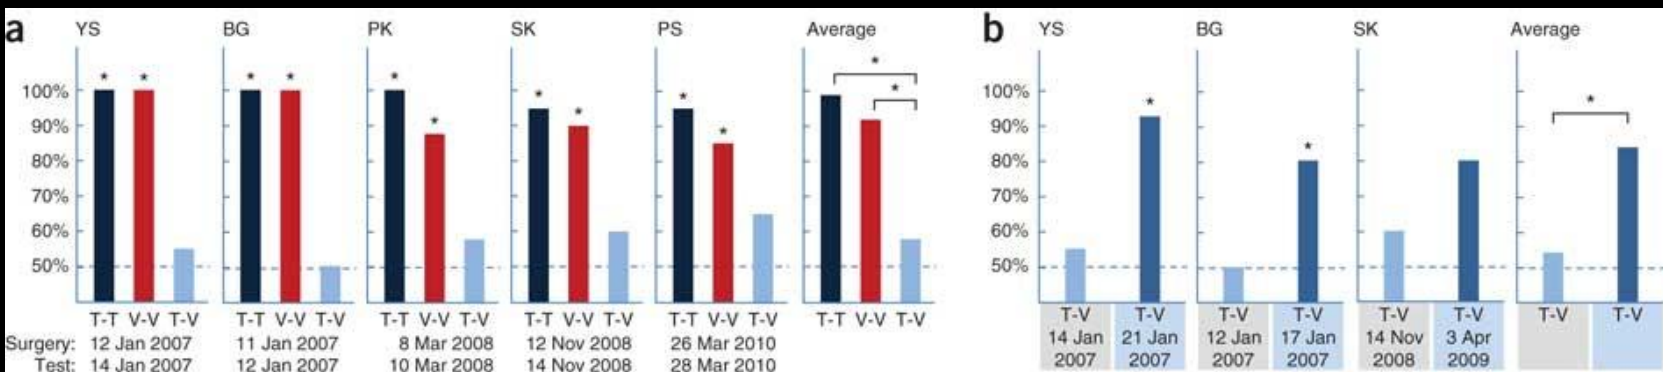 a
YS BG PK SK PS Average
* * * * * * * * * * * *
100%
90%
80%
70%
60%
50%
T-T V-V T-V T-T V-V T-V T-T V-V T-V T-T V-V T-V T-T V-V T-V T-T V-V T-V
Surgery: 12 Jan 2007 11 Jan 2007 8 Mar 2008 12 Nov 2008 26 Mar 2010
Test: 14 Jan 2007 12 Jan 2007 10 Mar 2008 14 Nov 2008 28 Mar 2010
b
YS BG SK Average
* * *
100%
90%
80%
70%
60%
50%
T-V T-V T-V T-V T-V T-V T-V T-V
14 Jan 21 Jan 12 Jan 17 Jan 14 Nov 3 Apr
2007 2007 2007 2007 2008 2009